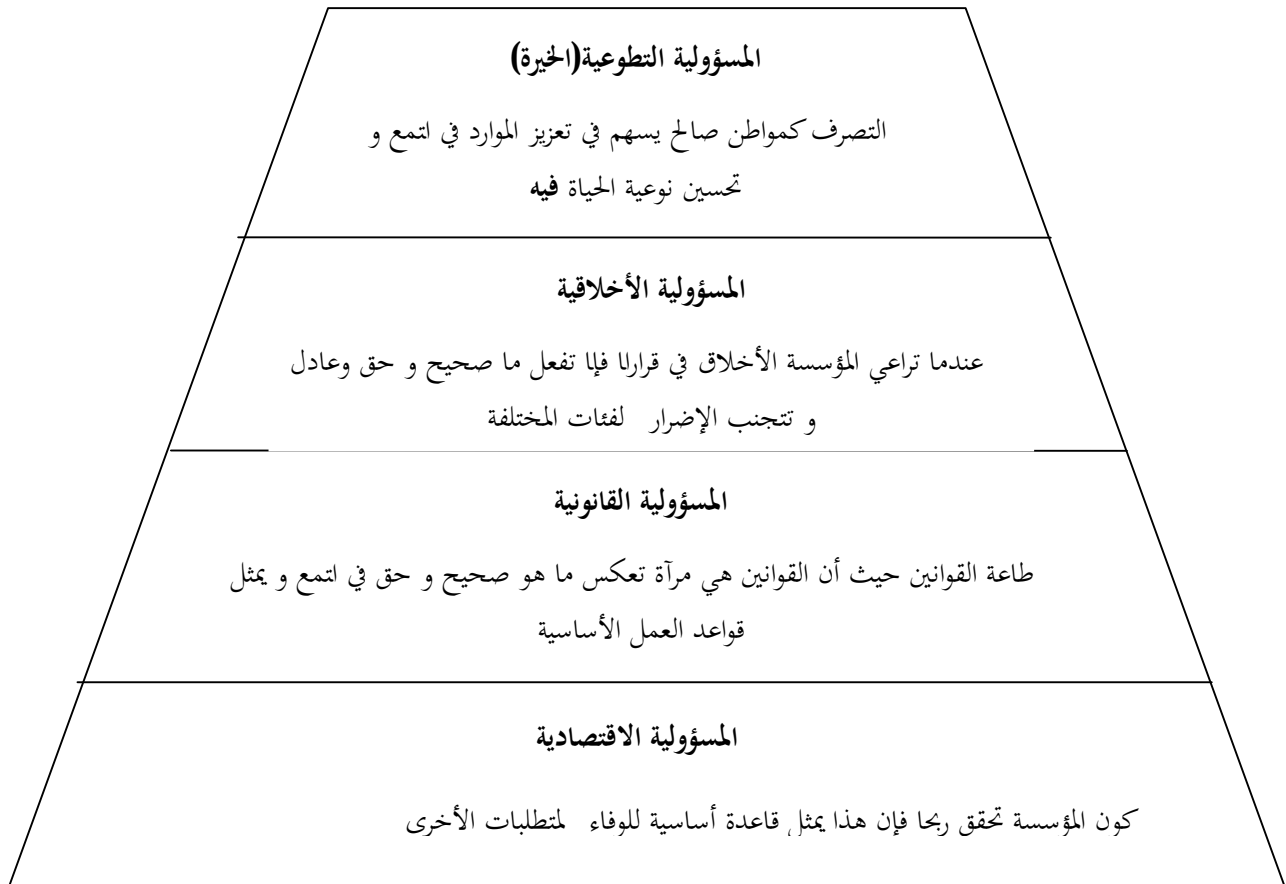 المسؤولية التطوعية(الخيرة)
التصرف كمواطن صالح يسهم في تعزيز الموارد في اتمع و
تحسين نوعية الحياة فيه
المسؤولية الأخلاقية
عندما تراعي المؤسسة الأخلاق في قراراا فإا تفعل ما صحيح و حق وعادل
و تتجنب الإضرار لفئات المختلفة
المسؤولية القانونية
طاعة القوانين حيث أن القوانين هي مرآة تعكس ما هو صحيح و حق في اتمع و يمثل
قواعد العمل الأساسية
المسؤولية الاقتصادية
كون المؤسسة تحقق ربحا فإن هذا يمثل قاعدة أساسية للوفاء لمتطلبات الأخرى